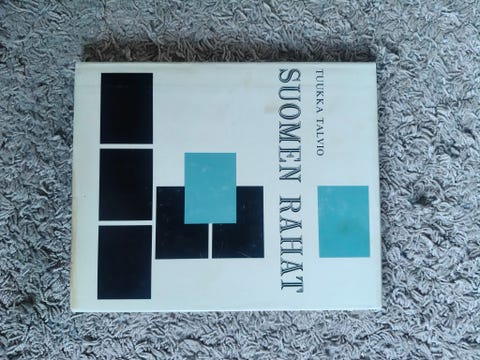 TUUKKA TALVIO
SUOMEN RAHAT